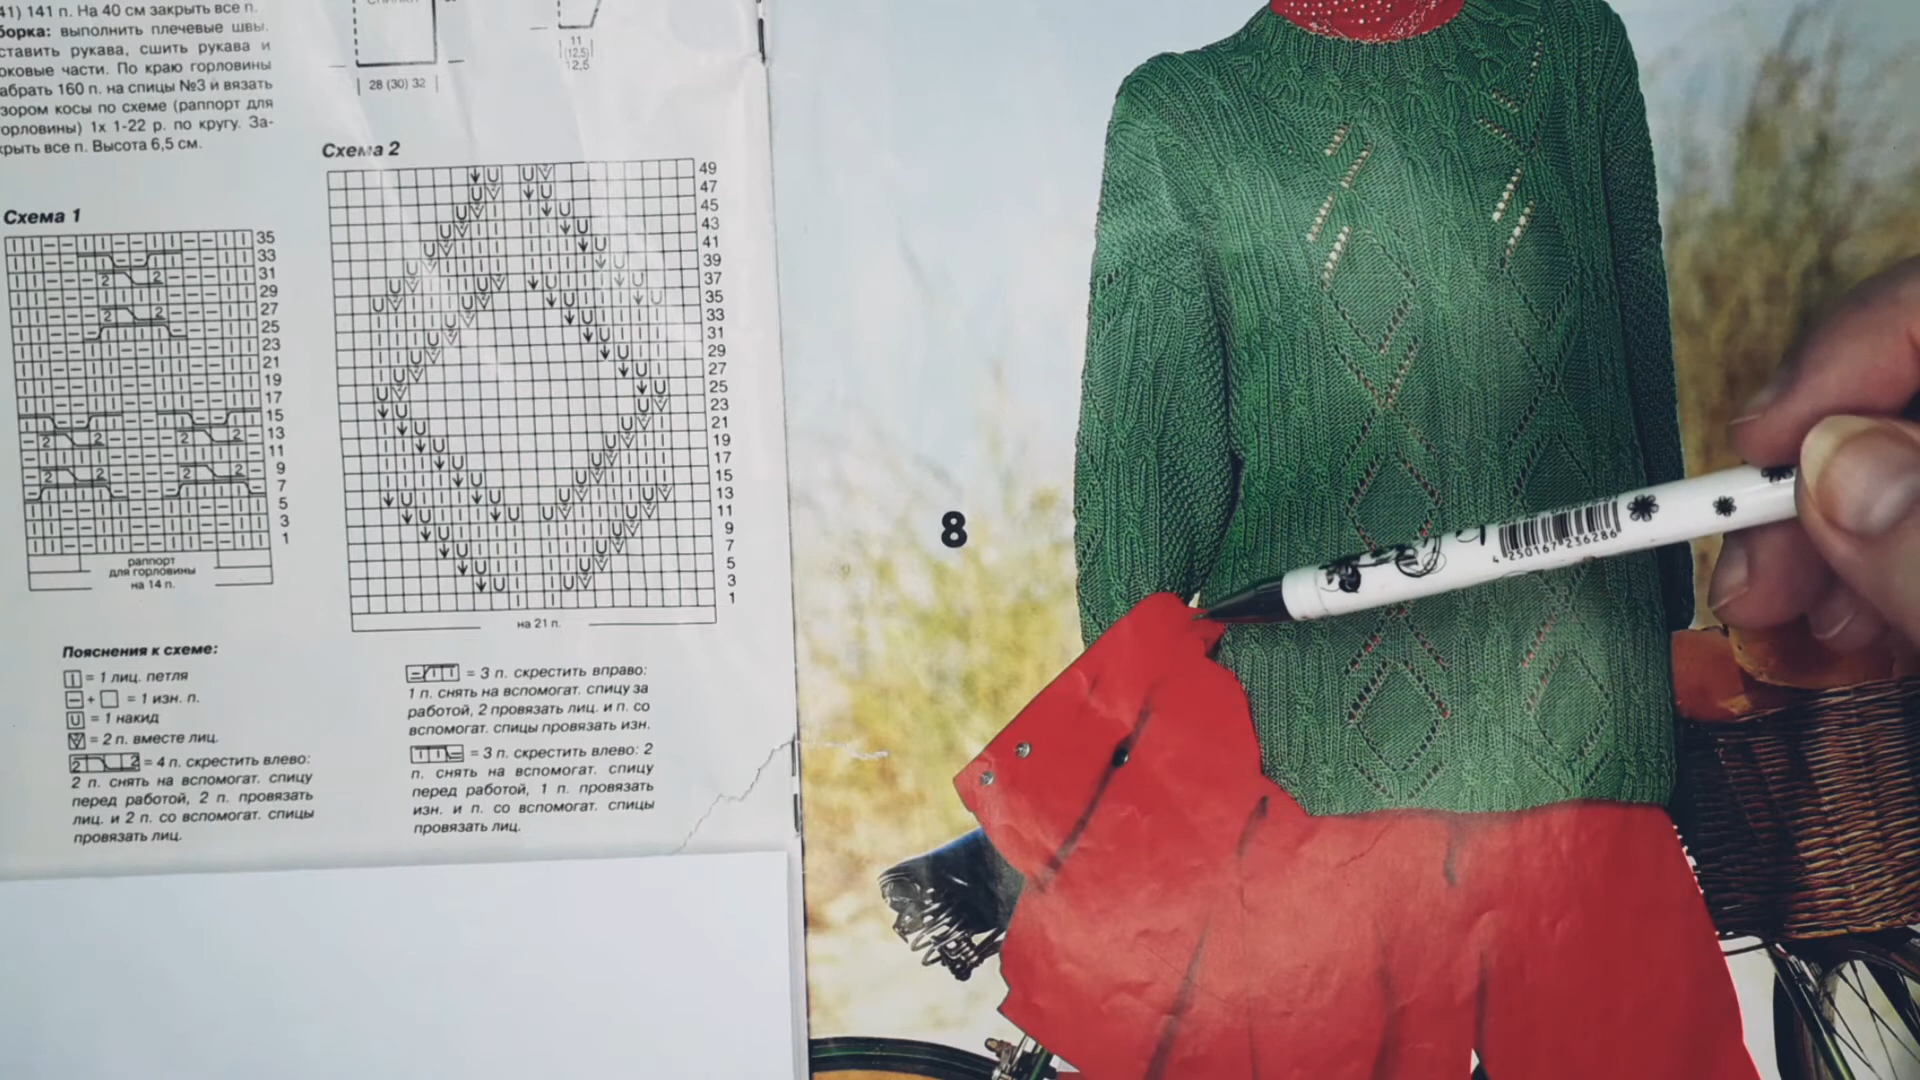 41) 141 п. На 40 см закрыть все п.
борка: выполнить плечевые швы.
ставить рукава, сшить рукава и
оковые части. По краю горловины
абрать 160 п. на спицы №3 и вязать
зором косы по схеме (раппорт для
орловины) 1х 1-22 р. по кругу. За-
крыть все п. Высота 6,5 см.
28 (30) 32
11
(12,5)
12,5
Схема 1
35
33
31
29
27
25
23
21
19
17
15
13
11
9
7
5
3
1
раппорт
для горловины
на 14 п.
Схема 2
49
47
45
43
41
39
37
35
33
31
29
27
25
23
21
19
17
15
13
11
9
7
5
3
1
на 21 п.
Пояснения к схеме:
= 1 лиц. петля
+ = 1 изн. п.
= 1 накид
= 2 п. вместе лиц.
2 2 = 4 п. скрестить влево:
2 п. снять на вспомогат. спицу
перед работой, 2 п. провязать
лиц. и 2 п. со вспомогат. спицы
провязать лиц.
= 3 п. скрестить вправо:
1 п. снять на вспомогат. спицу за
работой, 2 провязать лиц. и п. со
вспомогат. спицы провязать изн.
= 3 п. скрестить влево: 2
п. снять на вспомогат. спицу
перед работой, 1 п. провязать
изн. и п. со вспомогат. спицы
провязать лиц.
8
4 250167 236286